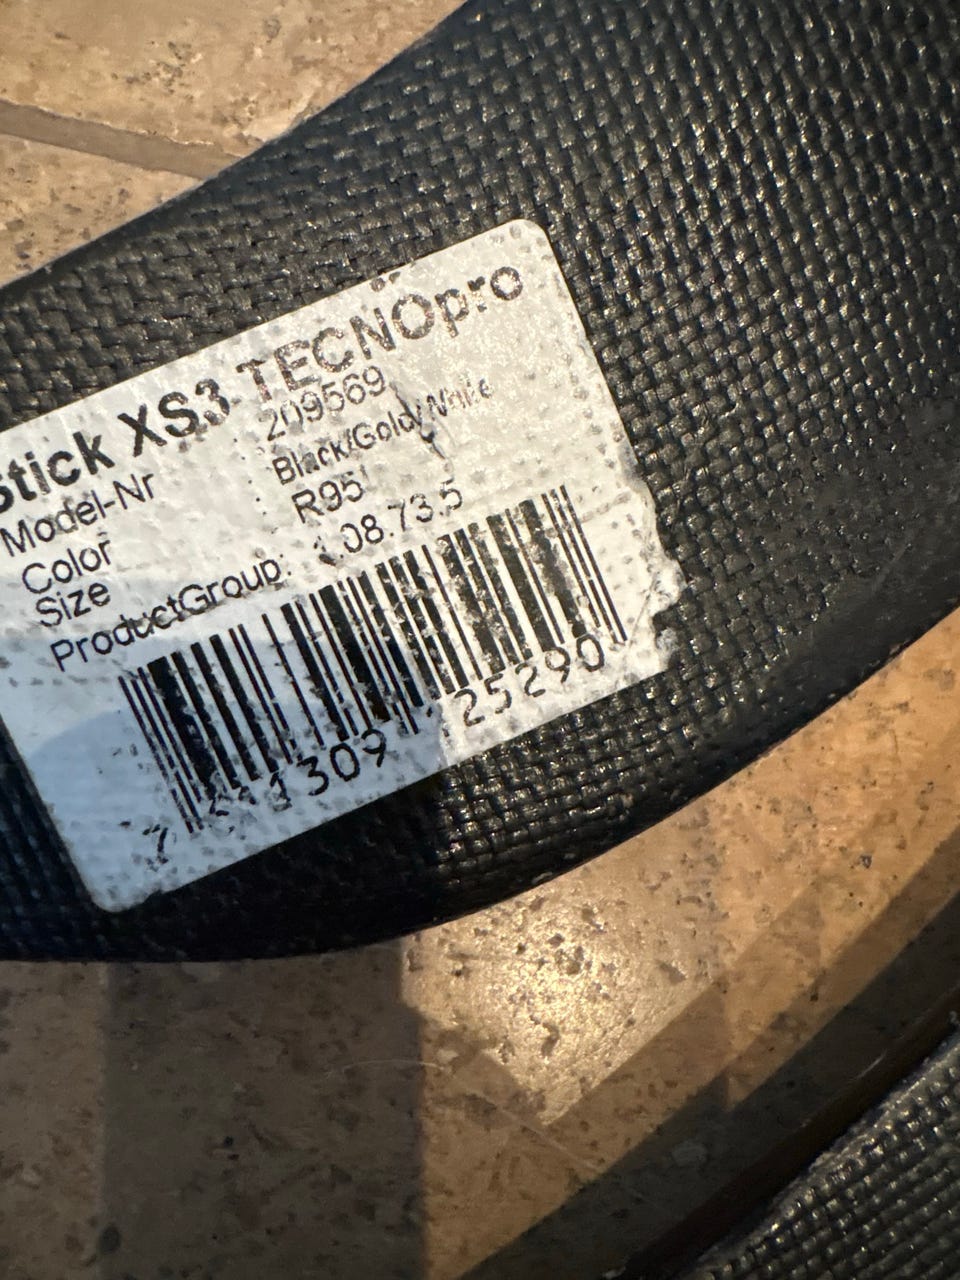 Stick XS3 TECNOpro
Model-Nr : 209569
Color : Black/Gold/White
Size : R95
ProductGroup: 1.08.73.5
309 25290